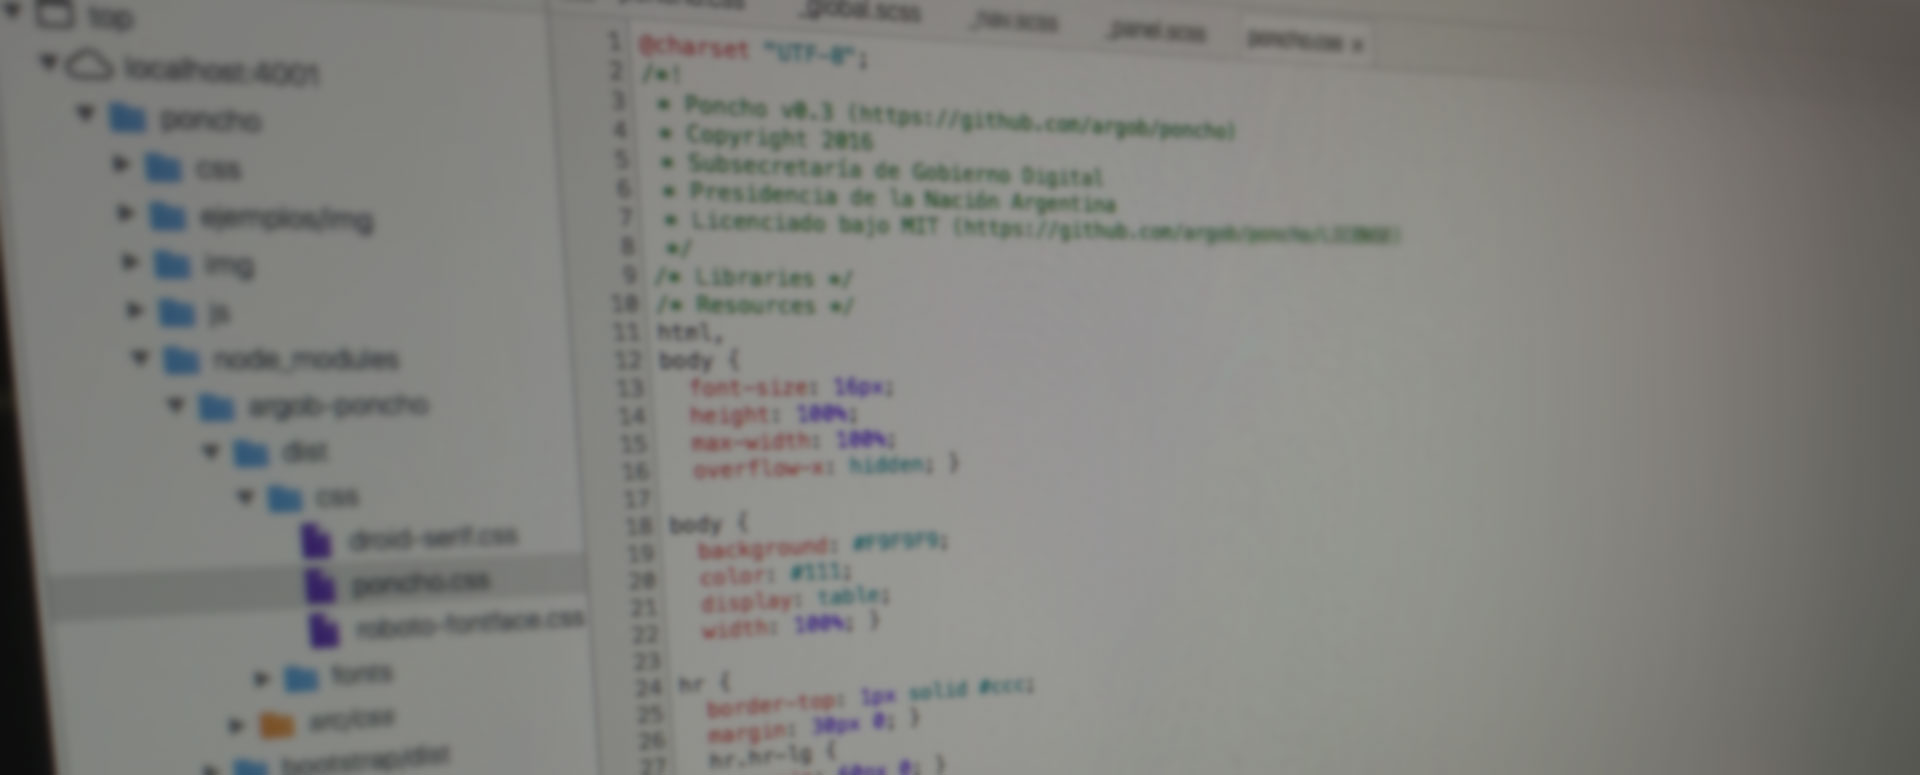 top
localhost:4001
poncho
css
ejemplos/img
img
js
node_modules
argob-poncho
dist
css
droid-serif.css
poncho.css
roboto-fontface.css
fonts
src/css
bootstrap/dist
_global.scss
_nav.scss
_panel.scss
poncho.css ×
1 @charset "UTF-8";
2 /*!
3 * Poncho v0.3 (https://github.com/argob/poncho)
4 * Copyright 2016
5 * Subsecretaría de Gobierno Digital
6 * Presidencia de la Nación Argentina
7 * Licenciado bajo MIT (https://github.com/argob/poncho/LICENSE)
8 */
9 /* Libraries */
10 /* Resources */
11 html,
12 body {
13 font-size: 16px;
14 height: 100%;
15 max-width: 100%;
16 overflow-x: hidden; }
17
18 body {
19 background: #F9F9F9;
20 color: #111;
21 display: table;
22 width: 100%; }
23
24 hr {
25 border-top: 1px solid #ccc;
26 margin: 30px 0; }
27 hr.hr-lg {
60px 0; }